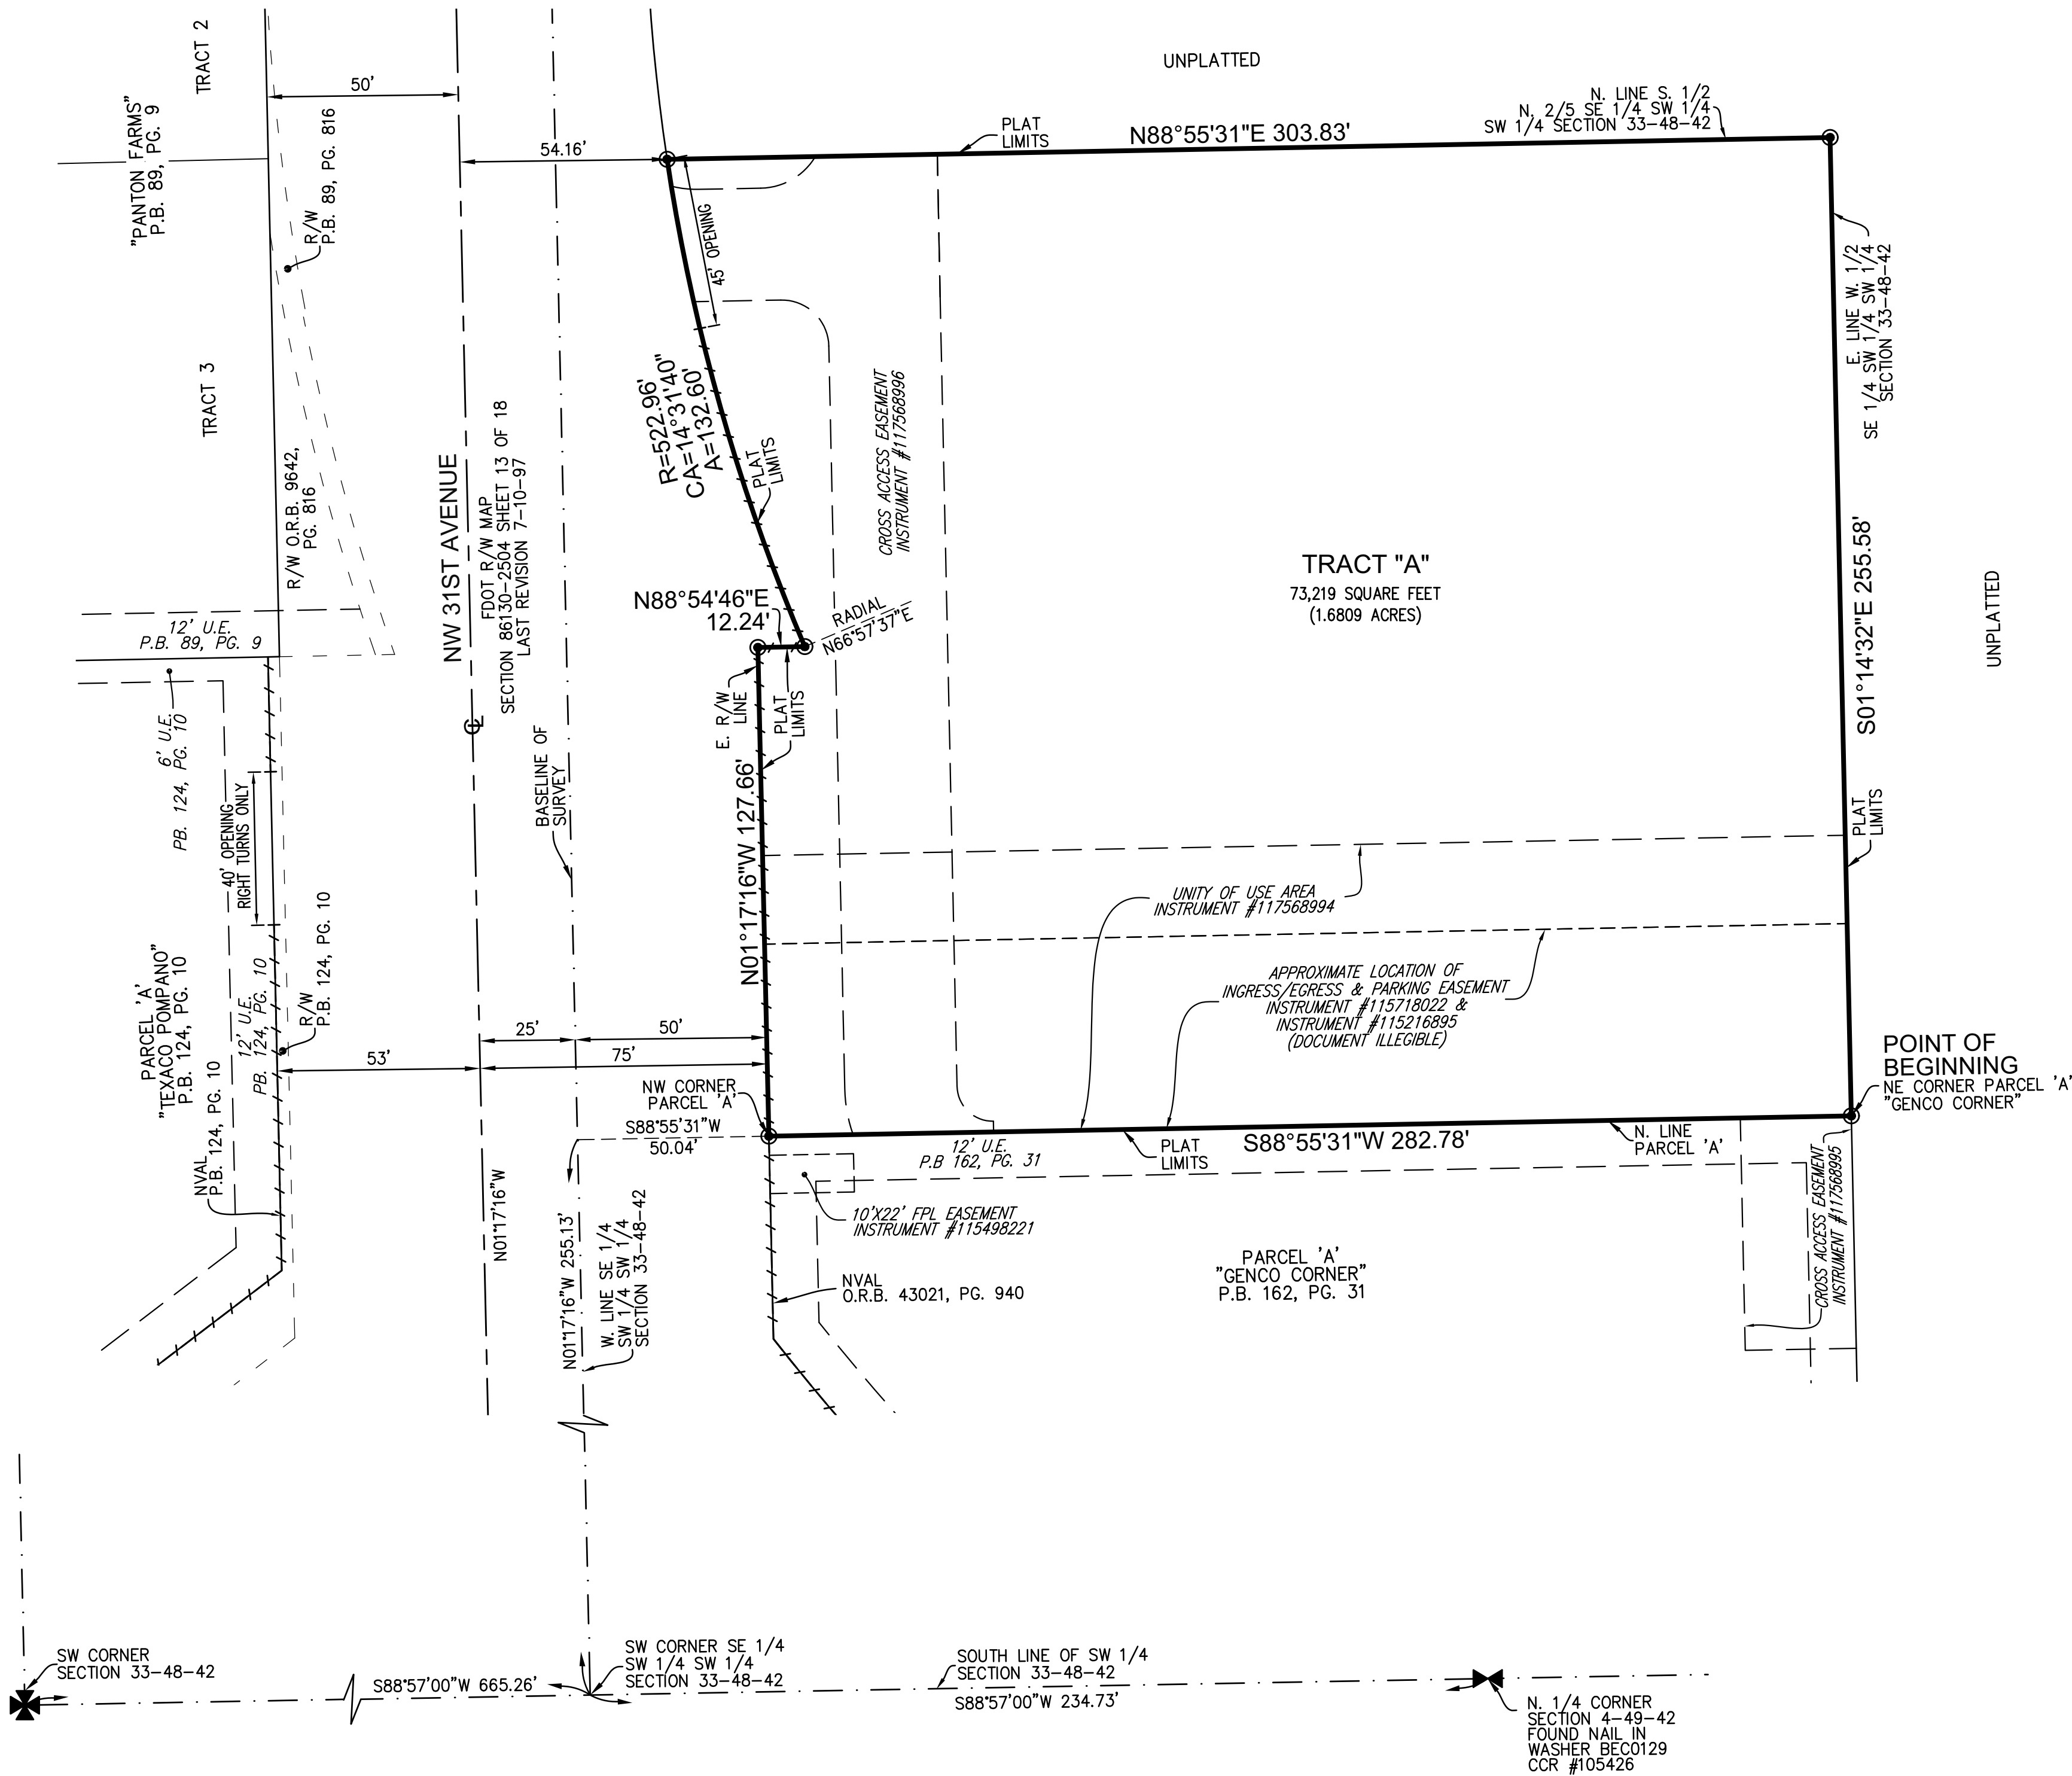 UNPLATTED
TRACT 2
"PANTON FARMS"
P.B. 89, PG. 9
50'
R/W
P.B. 89, PG. 816
54.16'
PLAT
LIMITS
N88°55'31"E 303.83'
N. LINE S. 1/2
N. 2/5 SE 1/4 SW 1/4
SW 1/4 SECTION 33-48-42
45' OPENING
E. LINE W. 1/2
SE 1/4 SW 1/4 SW 1/4
SECTION 33-48-42
TRACT 3
R/W O.R.B. 9642,
PG. 816
NW 31ST AVENUE
FDOT R/W MAP
SECTION 86130-2504 SHEET 13 OF 18
LAST REVISION 7-10-97
R=522.96'
CA=14°31'40"
A=132.60'
PLAT
LIMITS
CROSS ACCESS EASEMENT
INSTRUMENT #117568996
TRACT "A"
73,219 SQUARE FEET
(1.6809 ACRES)
S01°14'32"E 255.58'
UNPLATTED
N88°54'46"E
12.24'
RADIAL
N66°57'37"E
12' U.E.
P.B. 89, PG. 9
6' U.E.
PB. 124, PG. 10
40' OPENING
RIGHT TURNS ONLY
CL
E. R/W
LINE
PLAT
LIMITS
BASELINE OF
SURVEY
N01°17'16"W 127.66'
PLAT
LIMITS
UNITY OF USE AREA
INSTRUMENT #117568994
APPROXIMATE LOCATION OF
INGRESS/EGRESS & PARKING EASEMENT
INSTRUMENT #115718022 &
INSTRUMENT #115216895
(DOCUMENT ILLEGIBLE)
PARCEL 'A'
"TEXACO POMPANO"
P.B. 124, PG. 10
12' U.E.
PB. 124, PG. 10
R/W
P.B. 124, PG. 10
NVAL
P.B. 124, PG. 10
25'
50'
53'
75'
NW CORNER
PARCEL 'A'
S88°55'31"W
50.04'
POINT OF
BEGINNING
NE CORNER PARCEL 'A'
"GENCO CORNER"
12' U.E.
P.B 162, PG. 31
PLAT
LIMITS
S88°55'31"W 282.78'
N. LINE
PARCEL 'A'
N01°17'16"W
N01°17'16"W 255.13'
W. LINE SE 1/4
SW 1/4 SW 1/4
SECTION 33-48-42
10'X22' FPL EASEMENT
INSTRUMENT #115498221
NVAL
O.R.B. 43021, PG. 940
PARCEL 'A'
"GENCO CORNER"
P.B. 162, PG. 31
CROSS ACCESS EASEMENT
INSTRUMENT #117568995
SW CORNER
SECTION 33-48-42
S88°57'00"W 665.26'
SW CORNER SE 1/4
SW 1/4 SW 1/4
SECTION 33-48-42
SOUTH LINE OF SW 1/4
SECTION 33-48-42
S88°57'00"W 234.73'
N. 1/4 CORNER
SECTION 4-49-42
FOUND NAIL IN
WASHER BEC0129
CCR #105426